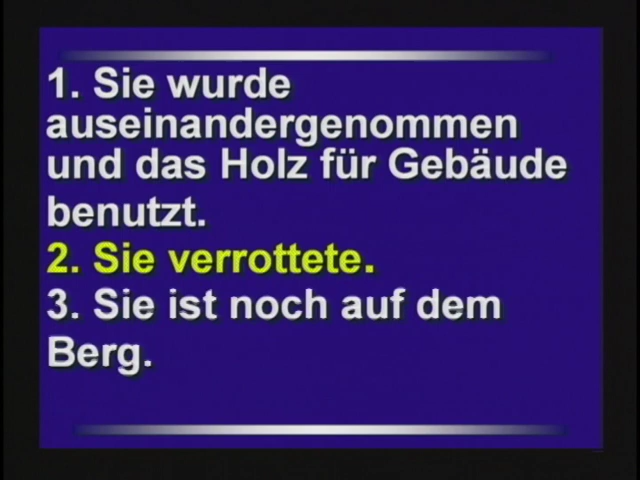 1. Sie wurde
auseinandergenommen
und das Holz für Gebäude
benutzt.
2. Sie verrottete.
3. Sie ist noch auf dem
Berg.